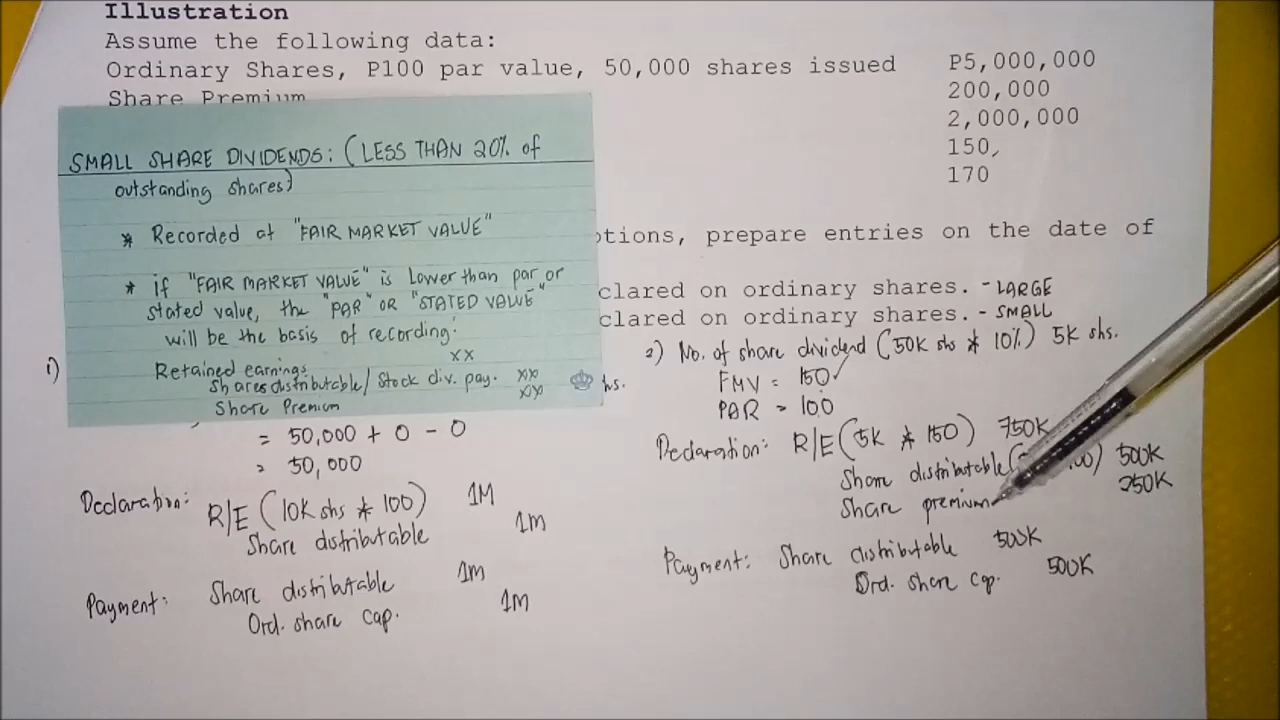 Illustration
Assume the following data:
Ordinary Shares, P100 par value, 50,000 shares issued P5,000,000
Share Premium 200,000
2,000,000
150
170
SMALL SHARE DIVIDENDS: (LESS THAN 20% of
outstanding shares)
* Recorded at "FAIR MARKET VALUE"
* if "FAIR MARKET VALUE" is lower than par or
stated value, the "PAR" OR "STATED VALUE"
will be the basis of recording.
Retained earnings xx
Shares distributable/ Stock div. pay. xx
Share Premium xx
otions, prepare entries on the date of
clared on ordinary shares. - LARGE
clared on ordinary shares. - SMALL
1)
hs.
= 50,000 + 0 - 0
= 50,000
Declaration: R/E (10K shs * 100) 1M
Share distributable 1m
Payment: Share distributable 1m
Ord. share cap. 1m
2) No. of share dividend (50K shs * 10%) 5K shs.
FMV = 150 ✓
PAR = 100
Declaration: R/E (5K * 150) 750K
Share distributable ( 00) 500K
Share premium 250K
Payment: Share distributable 500K
Ord. share cap. 500K